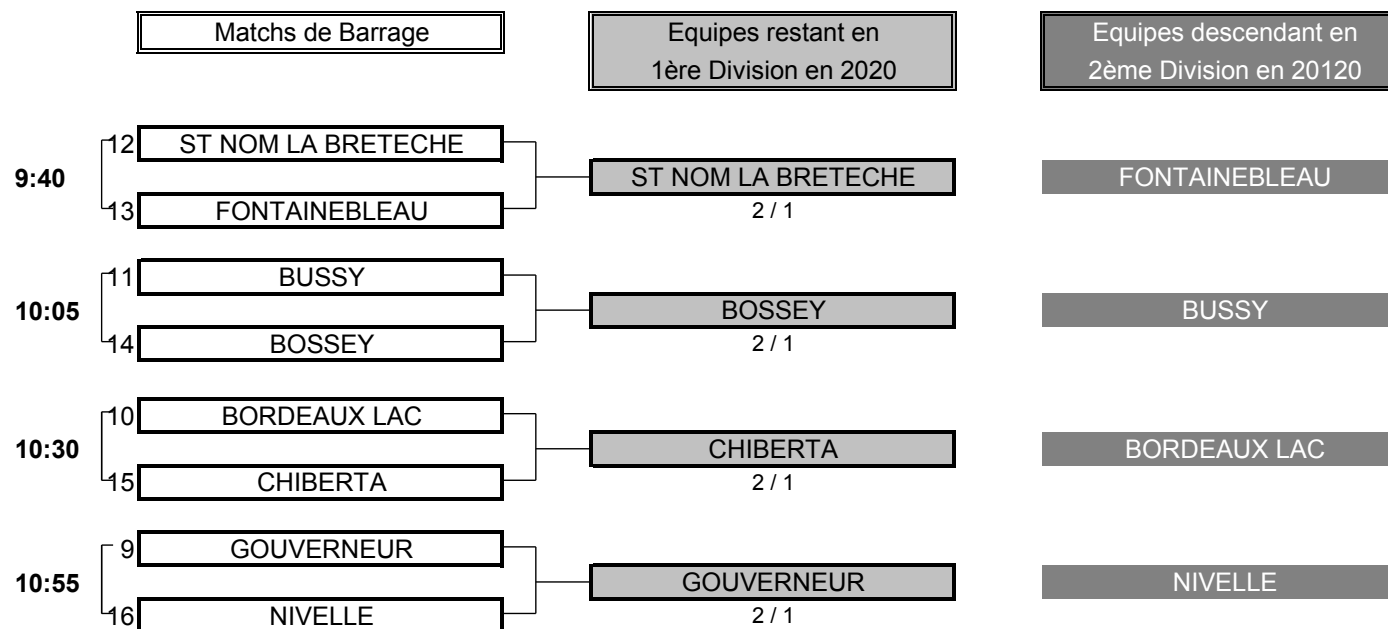 Matchs de Barrage
Equipes restant en
1ère Division en 2020
Equipes descendant en
2ème Division en 20120
9:40
12 ST NOM LA BRETECHE
13 FONTAINEBLEAU
ST NOM LA BRETECHE
2 / 1
FONTAINEBLEAU
10:05
11 BUSSY
14 BOSSEY
BOSSEY
2 / 1
BUSSY
10:30
10 BORDEAUX LAC
15 CHIBERTA
CHIBERTA
2 / 1
BORDEAUX LAC
10:55
9 GOUVERNEUR
16 NIVELLE
GOUVERNEUR
2 / 1
NIVELLE